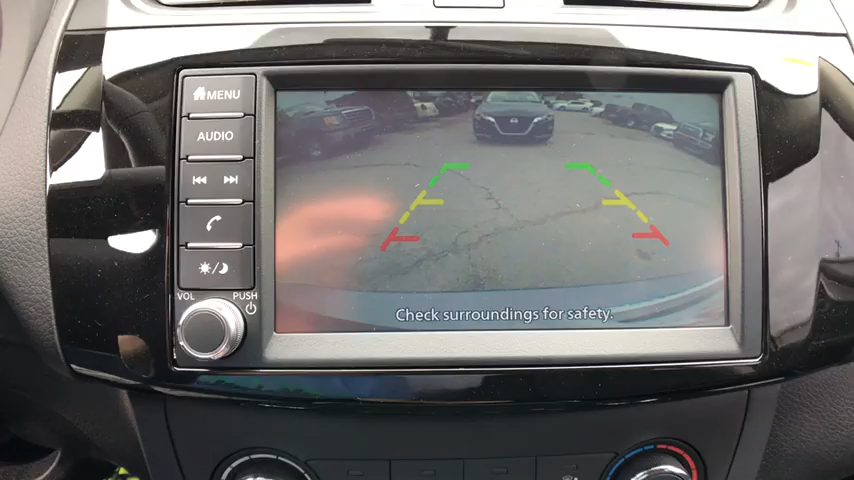 MENU
AUDIO
VOL
PUSH
Check surroundings for safety.